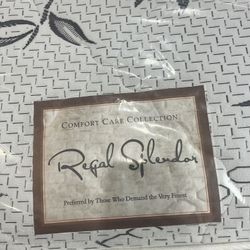 Comfort Care Collection
Regal Splendor
Preferred by Those Who Demand the Very Finest